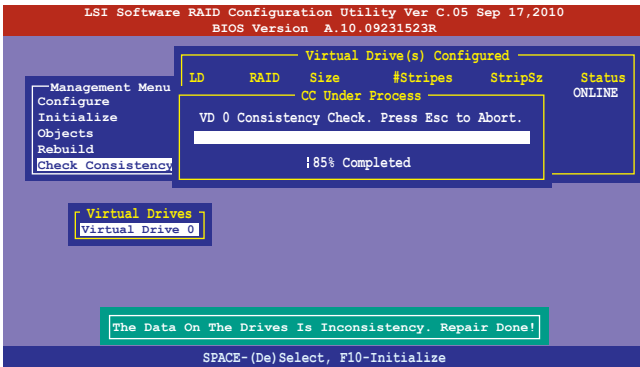 LSI Software RAID Configuration Utility Ver C.05 Sep 17,2010
BIOS Version A.10.09231523R
Virtual Drive(s) Configured
LD RAID Size #Stripes StripSz Status
ONLINE
Management Menu
Configure
Initialize
Objects
Rebuild
Check Consistency
CC Under Process
VD 0 Consistency Check. Press Esc to Abort.
85% Completed
Virtual Drives
Virtual Drive 0
The Data On The Drives Is Inconsistency. Repair Done!
SPACE-(De)Select, F10-Initialize